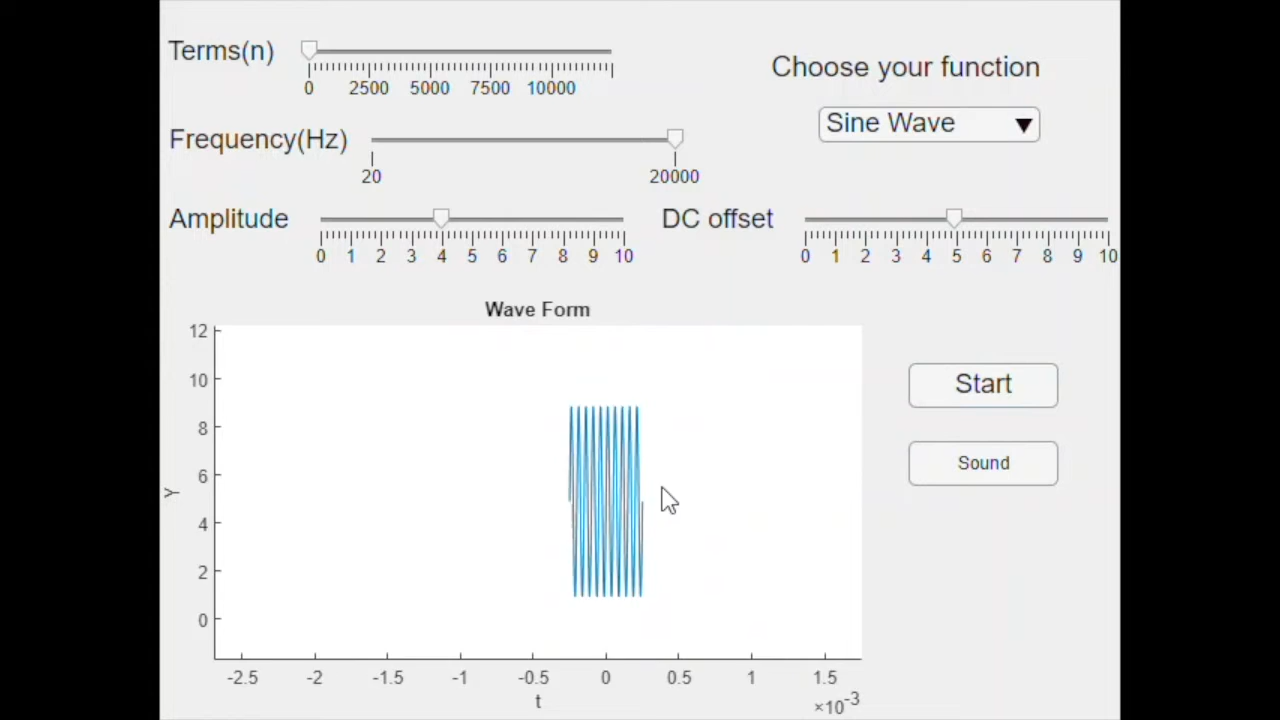 Terms(n)
0 2500 5000 7500 10000
Choose your function
Sine Wave
Frequency(Hz)
20 20000
Amplitude
0 1 2 3 4 5 6 7 8 9 10
DC offset
0 1 2 3 4 5 6 7 8 9 10
Wave Form
12
10
8
6
4
2
0
Y
-2.5 -2 -1.5 -1 -0.5 0 0.5 1 1.5
t
×10-3
Start
Sound